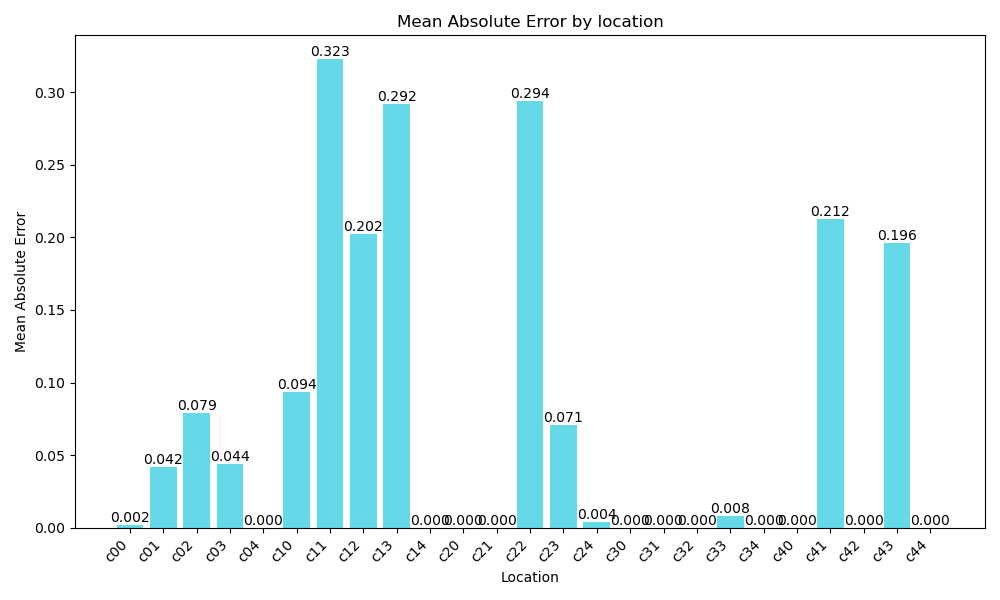 Mean Absolute Error by location
Mean Absolute Error
0.30
0.25
0.20
0.15
0.10
0.05
0.00
0.002
0.042
0.079
0.044
0.000
0.094
0.323
0.202
0.292
0.000
0.000
0.000
0.294
0.071
0.004
0.000
0.000
0.000
0.008
0.000
0.000
0.212
0.000
0.196
0.000
c00
c01
c02
c03
c04
c10
c11
c12
c13
c14
c20
c21
c22
c23
c24
c30
c31
c32
c33
c34
c40
c41
c42
c43
c44
Location